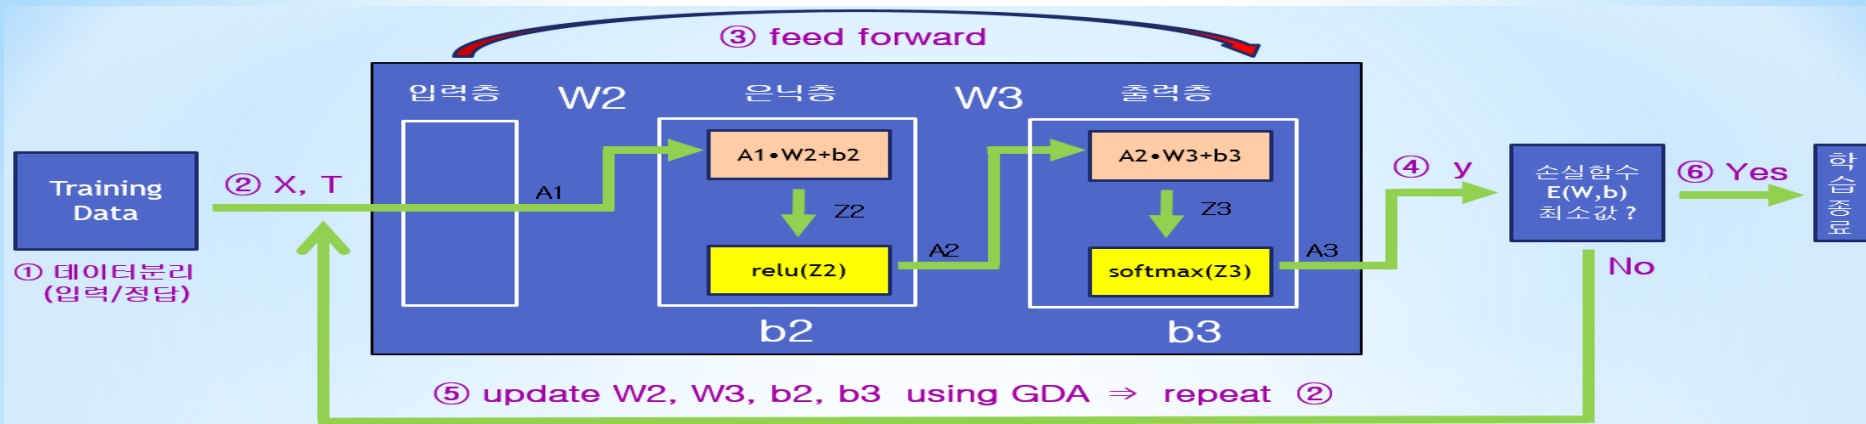 ③ feed forward
입력층
W2
은닉층
W3
출력층
Training
Data
① 데이터분리
(입력/정답)
② X, T
A1
A1•W2+b2
Z2
relu(Z2)
A2
b2
A2•W3+b3
Z3
softmax(Z3)
A3
b3
④ y
손실함수
E(W,b)
최소값 ?
⑥ Yes
No
학
습
종
료
⑤ update W2, W3, b2, b3 using GDA ⇒ repeat ②